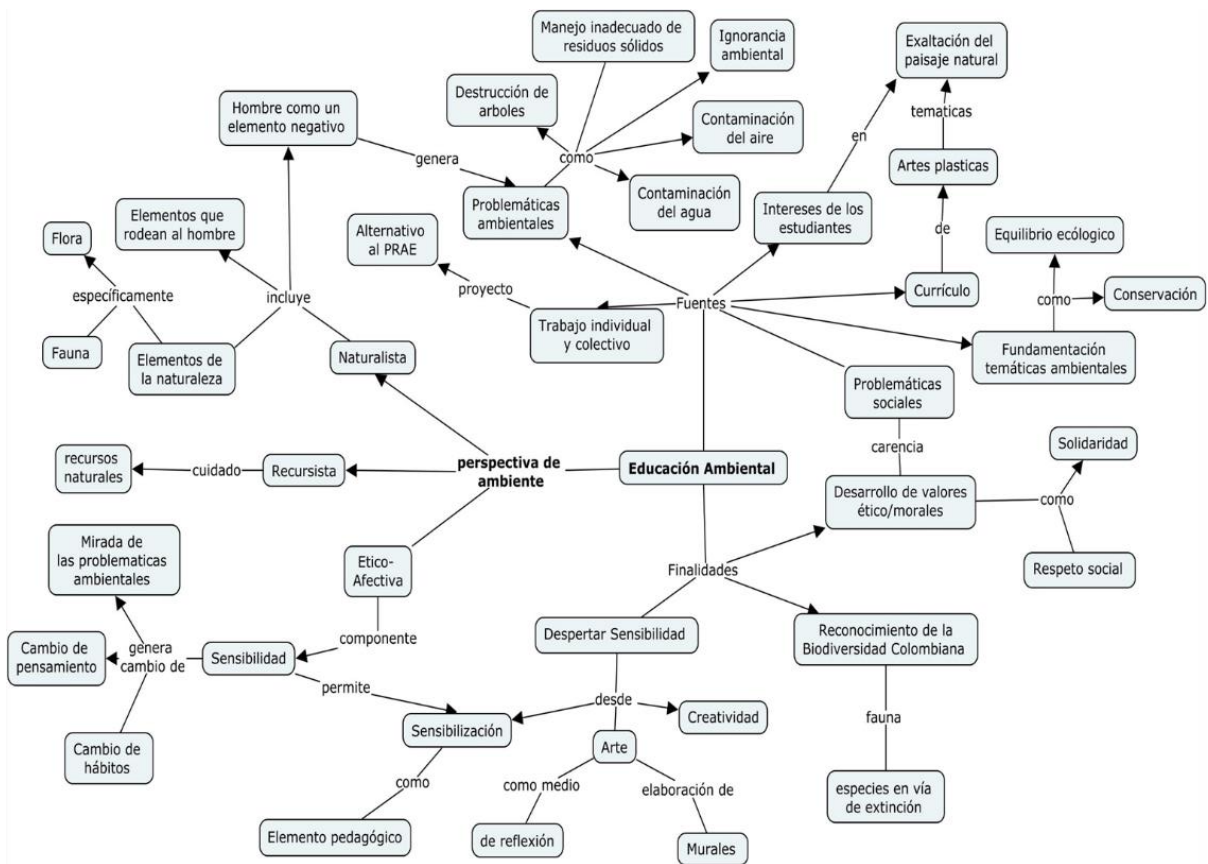 Manejo inadecuado de
residuos sólidos
Ignorancia
ambiental
Exaltación del
paisaje natural
Destrucción de
arboles
Hombre como un
elemento negativo
tematicas
Contaminación
del aire
en
genera
como
Artes plasticas
Problemáticas
ambientales
Contaminación
del agua
Intereses de los
estudiantes
Elementos que
rodean al hombre
Flora
Alternativo
al PRAE
de
Equilibrio ecólogico
específicamente
incluye
proyecto
Fuentes
Currículo
como
Conservación
Trabajo individual
y colectivo
Fauna
Elementos de
la naturaleza
Naturalista
Fundamentación
temáticas ambientales
Problemáticas
sociales
carencia
Solidaridad
recursos
naturales
cuidado
Recursista
perspectiva de
ambiente
Educación Ambiental
Desarrollo de valores
ético/morales
como
Mirada de
las problematicas
ambientales
Etico-
Afectiva
Finalidades
Respeto social
componente
Despertar Sensibilidad
Reconocimiento de la
Biodiversidad Colombiana
Cambio de
pensamiento
genera
cambio de
Sensibilidad
permite
desde
Creatividad
fauna
Sensibilización
Arte
Cambio de
hábitos
como
como medio
elaboración de
especies en vía
de extinción
Elemento pedagógico
de reflexión
Murales